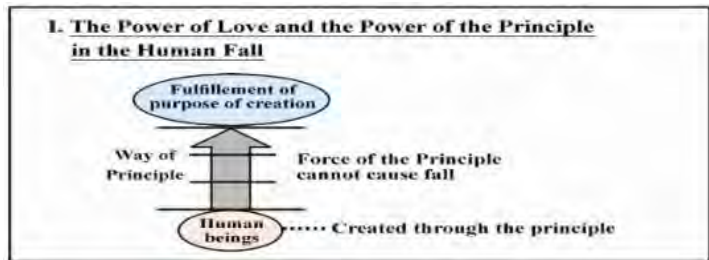 I. The Power of Love and the Power of the Principle
in the Human Fall
Fulfillement of
purpose of creation
Way of
Principle
Force of the Principle
cannot cause fall
Human
beings
Created through the principle